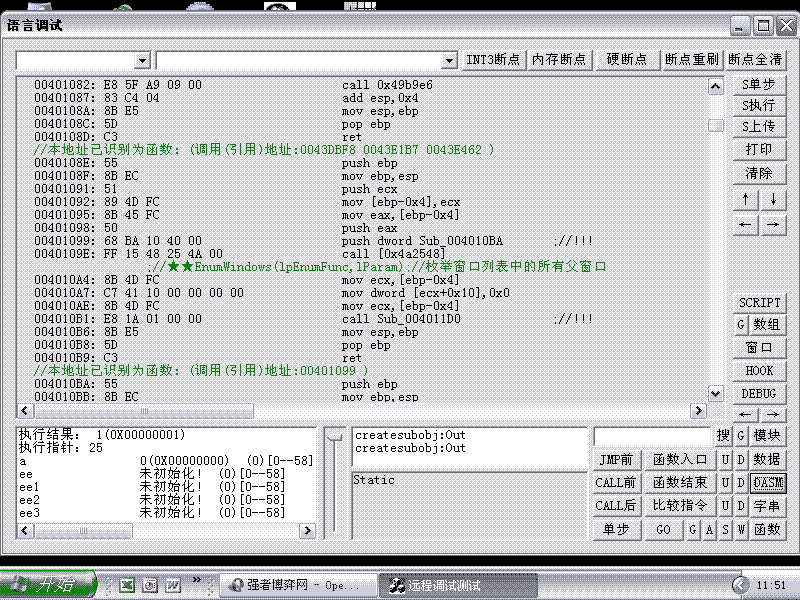 语言调试
INT3断点 内存断点 硬断点 断点重刷 断点全清
00401082: E8 5F A9 09 00 call 0x49b9e6
00401087: 83 C4 04 add esp,0x4
0040108A: 8B E5 mov esp,ebp
0040108C: 5D pop ebp
0040108D: C3 ret
//本地址已识别为函数: (调用(引用)地址:0043DBF8 0043E1B7 0043E462 )
0040108E: 55 push ebp
0040108F: 8B EC mov ebp,esp
00401091: 51 push ecx
00401092: 89 4D FC mov [ebp-0x4],ecx
00401095: 8B 45 FC mov eax,[ebp-0x4]
00401098: 50 push eax
00401099: 68 BA 10 40 00 push dword Sub_004010BA ;//!!!
0040109E: FF 15 48 25 4A 00 call [0x4a2548]
;//★★EnumWindows(lpEnumFunc,lParam);//枚举窗口列表中的所有父窗口
004010A4: 8B 4D FC mov ecx,[ebp-0x4]
004010A7: C7 41 10 00 00 00 00 mov dword [ecx+0x10],0x0
004010AE: 8B 4D FC mov ecx,[ebp-0x4]
004010B1: E8 1A 01 00 00 call Sub_004011D0 ;//!!!
004010B6: 8B E5 mov esp,ebp
004010B8: 5D pop ebp
004010B9: C3 ret
//本地址已识别为函数: (调用(引用)地址:00401099 )
004010BA: 55 push ebp
004010BB: 8B EC mov ebp,esp
S单步
S执行
S上传
打印
清除
↑ ↓
← →
SCRIPT
G 数组
窗口
HOOK
DEBUG
← →
执行结果: 1(0X00000001)
执行指针: 25
a 0(0X00000000) (0)[0--58]
ee 未初始化! (0)[0--58]
ee1 未初始化! (0)[0--58]
ee2 未初始化! (0)[0--58]
ee3 未初始化! (0)[0--58]
createsubobj:Out
createsubobj:Out
Static
搜 G 模块
JMP前 函数入口 U D 数据
CALL前 函数结束 U D OASM
CALL后 比较指令 U D 字串
单步 GO G A S W 函数
开始 » 强者博弈网 - Ope... 远程调试测试 11:51